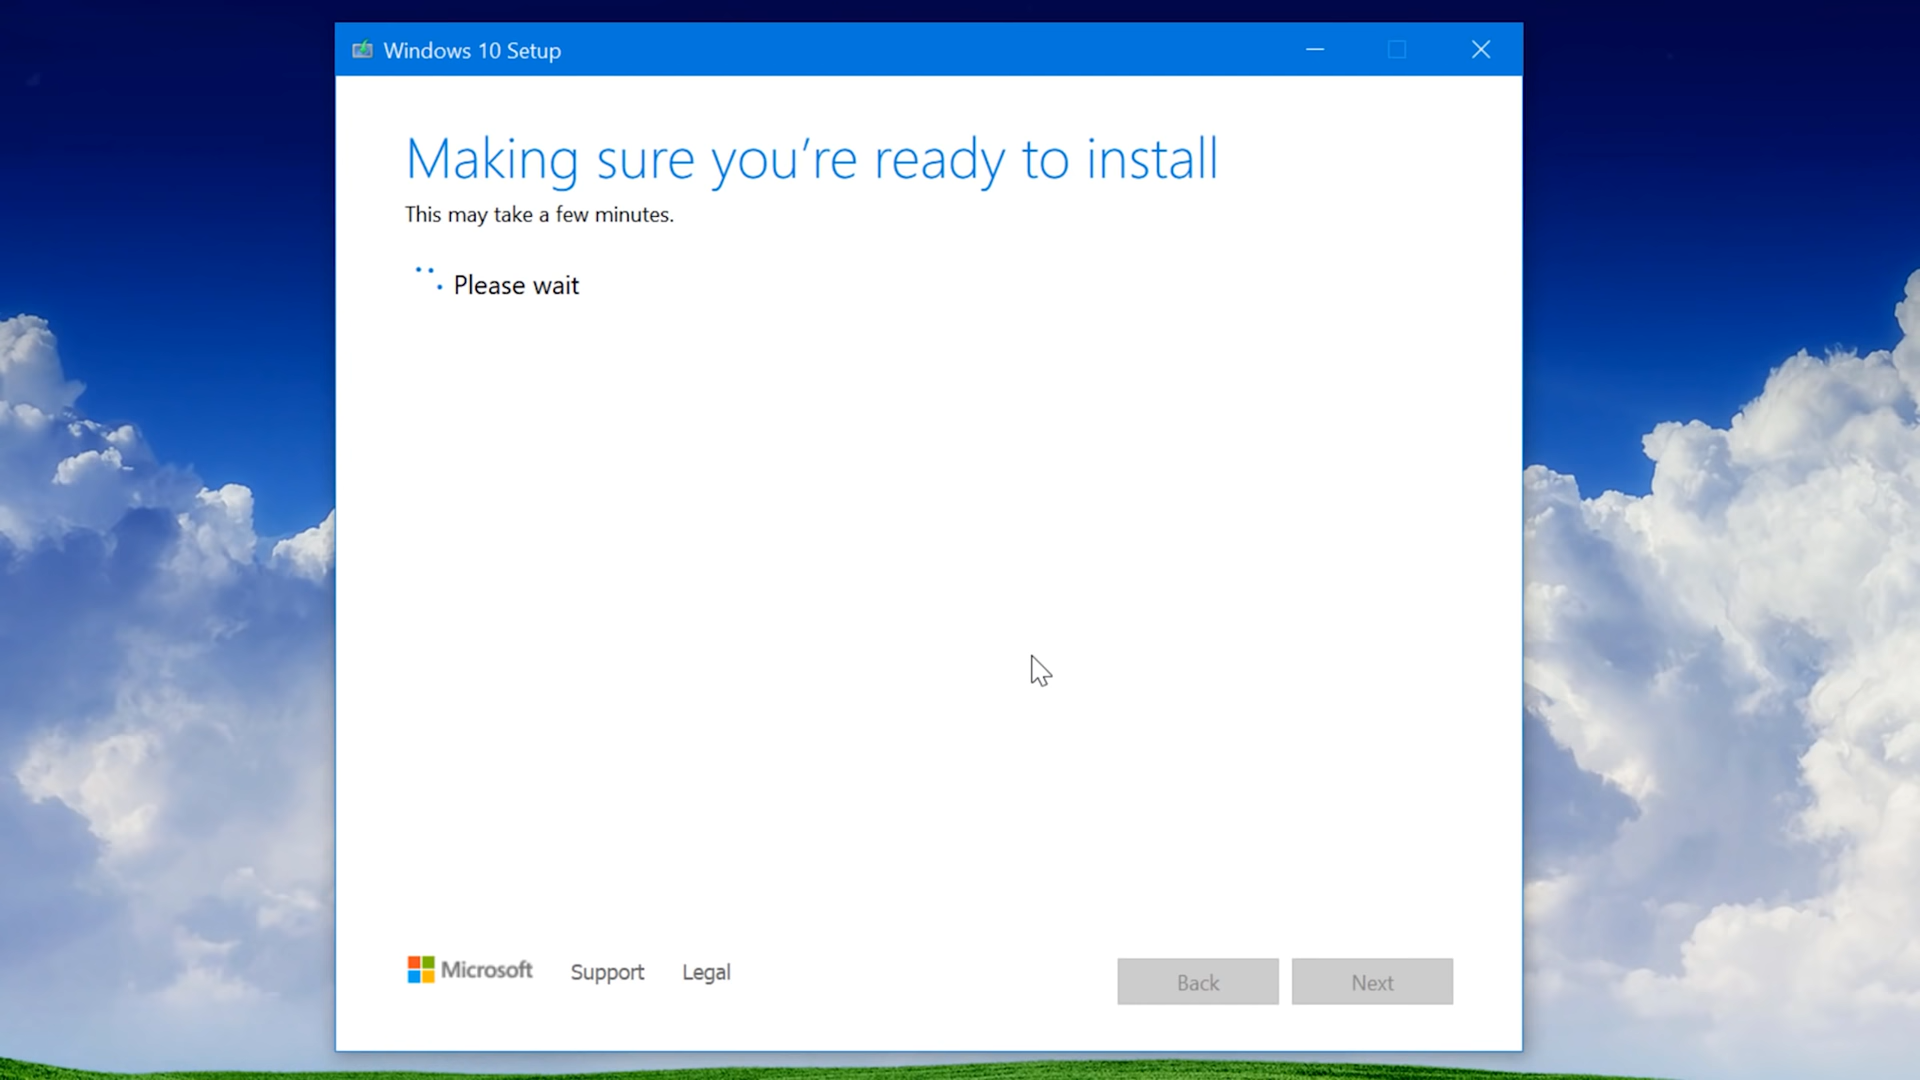 Windows 10 Setup
Making sure you’re ready to install
This may take a few minutes.
Please wait
Microsoft
Support
Legal
Back
Next